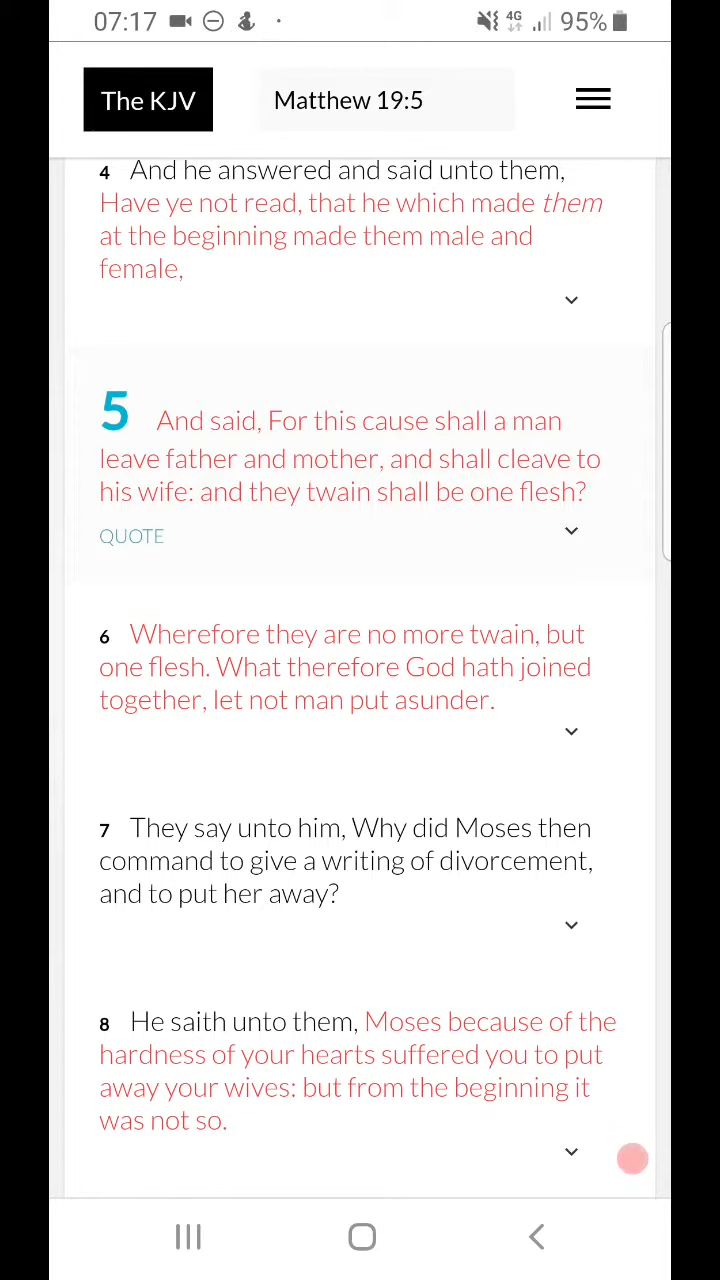 07:17 4G 95%
The KJV Matthew 19:5
4 And he answered and said unto them,
Have ye not read, that he which made them
at the beginning made them male and
female,
5 And said, For this cause shall a man
leave father and mother, and shall cleave to
his wife: and they twain shall be one flesh?
QUOTE
6 Wherefore they are no more twain, but
one flesh. What therefore God hath joined
together, let not man put asunder.
7 They say unto him, Why did Moses then
command to give a writing of divorcement,
and to put her away?
8 He saith unto them, Moses because of the
hardness of your hearts suffered you to put
away your wives: but from the beginning it
was not so.